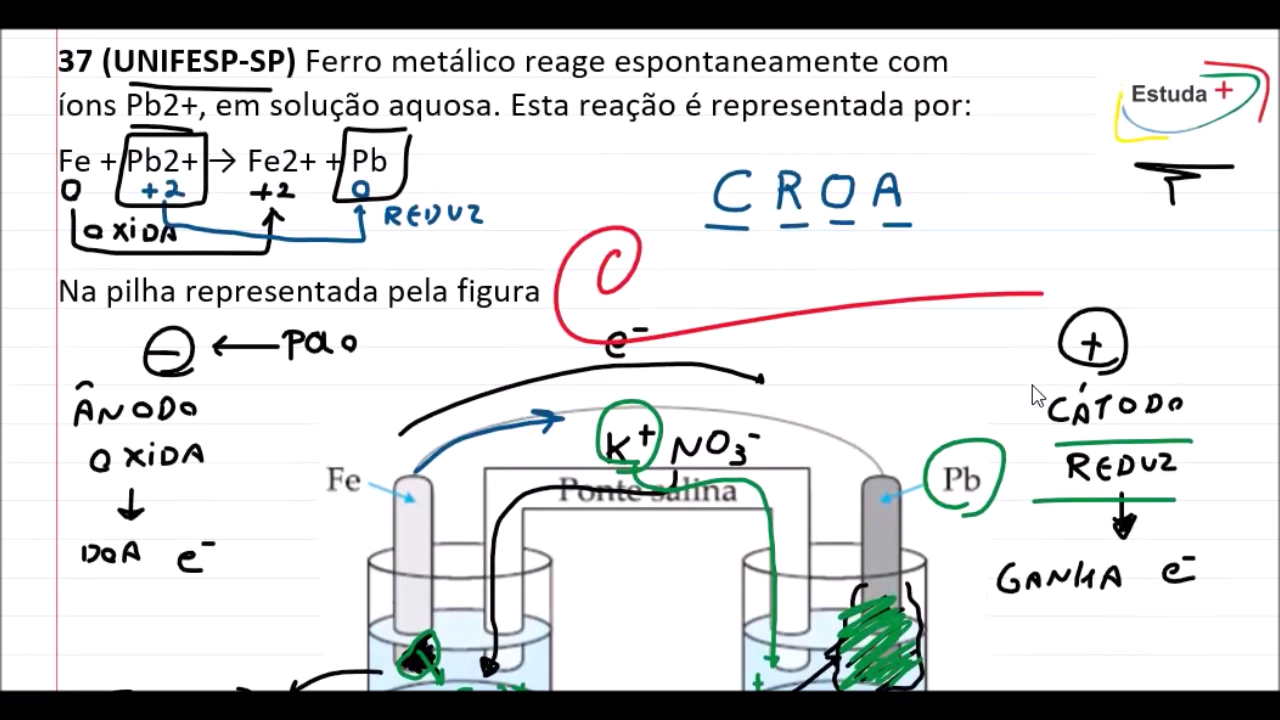 37 (UNIFESP-SP) Ferro metálico reage espontaneamente com
íons Pb2+, em solução aquosa. Esta reação é representada por:
Estuda +
Fe + Pb2+ → Fe2+ + Pb
0 +2 +2 0
OXIDA REDUZ
C R O A
Na pilha representada pela figura
- ← POLO
e-
+
ÂNODO
CÁTODO
OXIDA
REDUZ
K+ NO3-
Fe
Ponte salina
Pb
DOA e-
GANHA e-